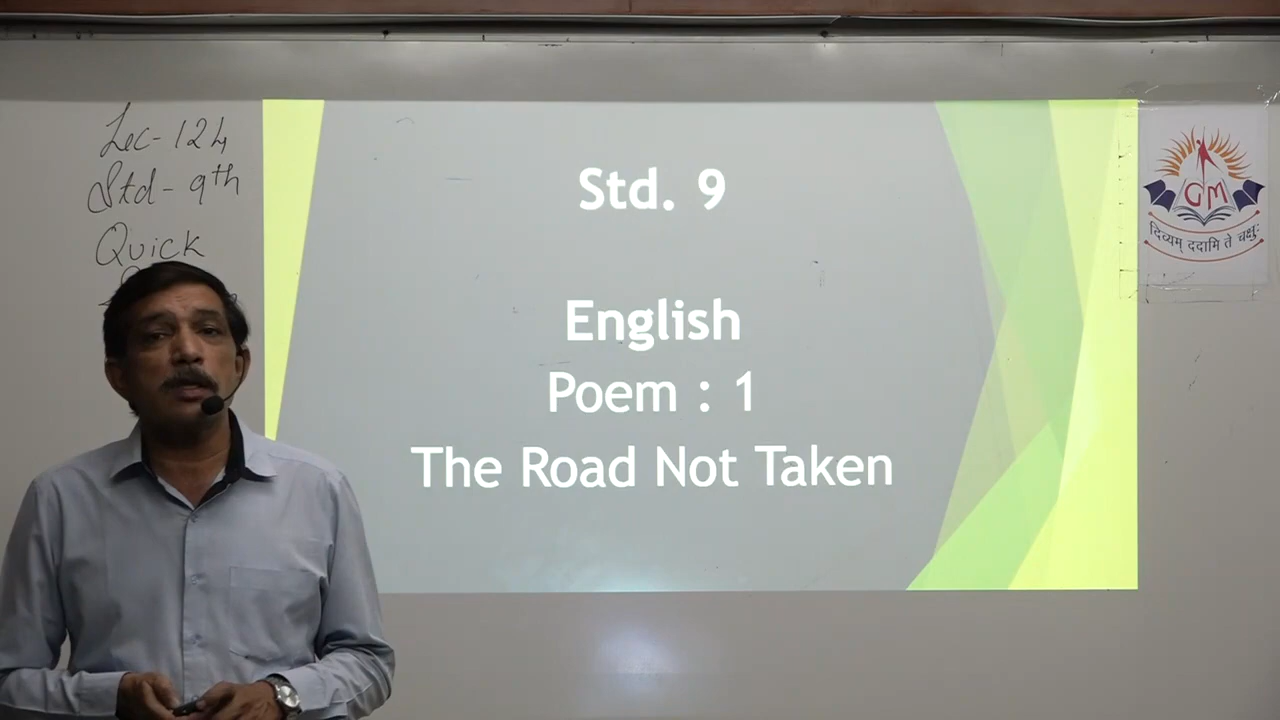 Lec-124
Std-9th
Quick
Std. 9
English
Poem : 1
The Road Not Taken
GM
दिव्यम् ददामि ते चक्षुः